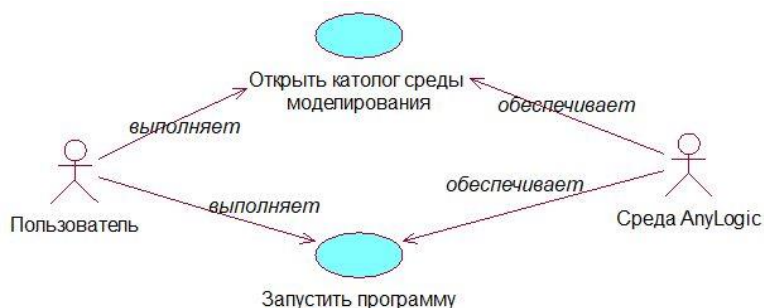 Открыть католог среды
моделирования
выполняет
обеспечивает
Пользователь
Среда AnyLogic
выполняет
обеспечивает
Запустить программу